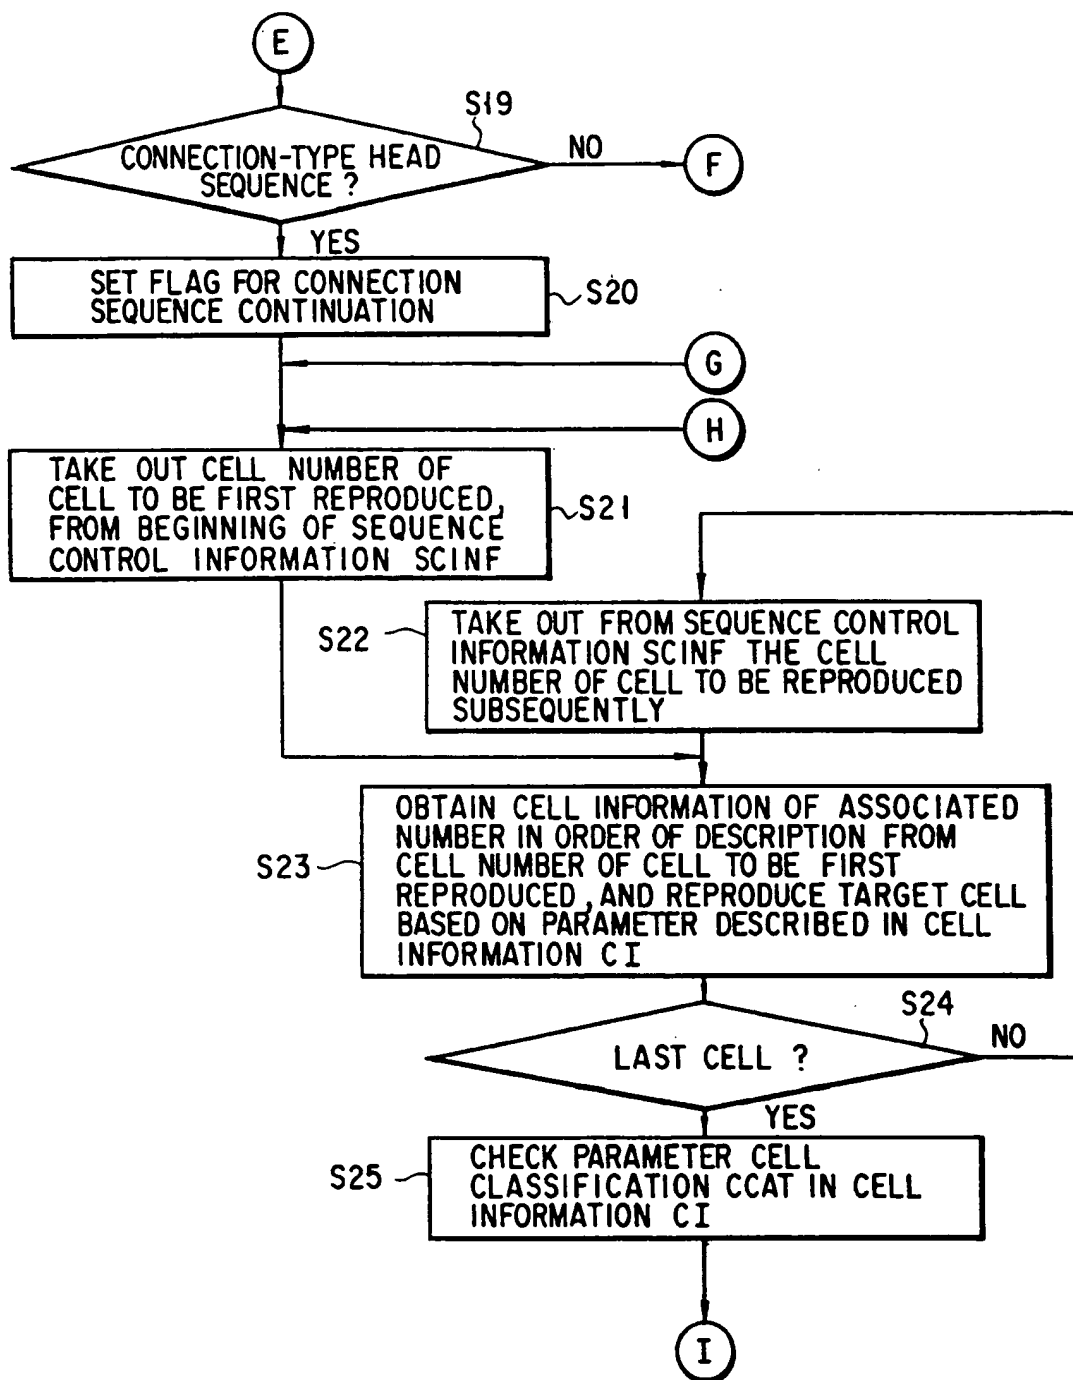 E
S19
CONNECTION-TYPE HEAD
SEQUENCE ?
NO
F
YES
SET FLAG FOR CONNECTION
SEQUENCE CONTINUATION
S20
G
H
TAKE OUT CELL NUMBER OF
CELL TO BE FIRST REPRODUCED,
FROM BEGINNING OF SEQUENCE
CONTROL INFORMATION SCINF
S21
S22
TAKE OUT FROM SEQUENCE CONTROL
INFORMATION SCINF THE CELL
NUMBER OF CELL TO BE REPRODUCED
SUBSEQUENTLY
S23
OBTAIN CELL INFORMATION OF ASSOCIATED
NUMBER IN ORDER OF DESCRIPTION FROM
CELL NUMBER OF CELL TO BE FIRST
REPRODUCED, AND REPRODUCE TARGET CELL
BASED ON PARAMETER DESCRIBED IN CELL
INFORMATION CI
S24
LAST CELL ?
NO
YES
S25
CHECK PARAMETER CELL
CLASSIFICATION CCAT IN CELL
INFORMATION CI
I